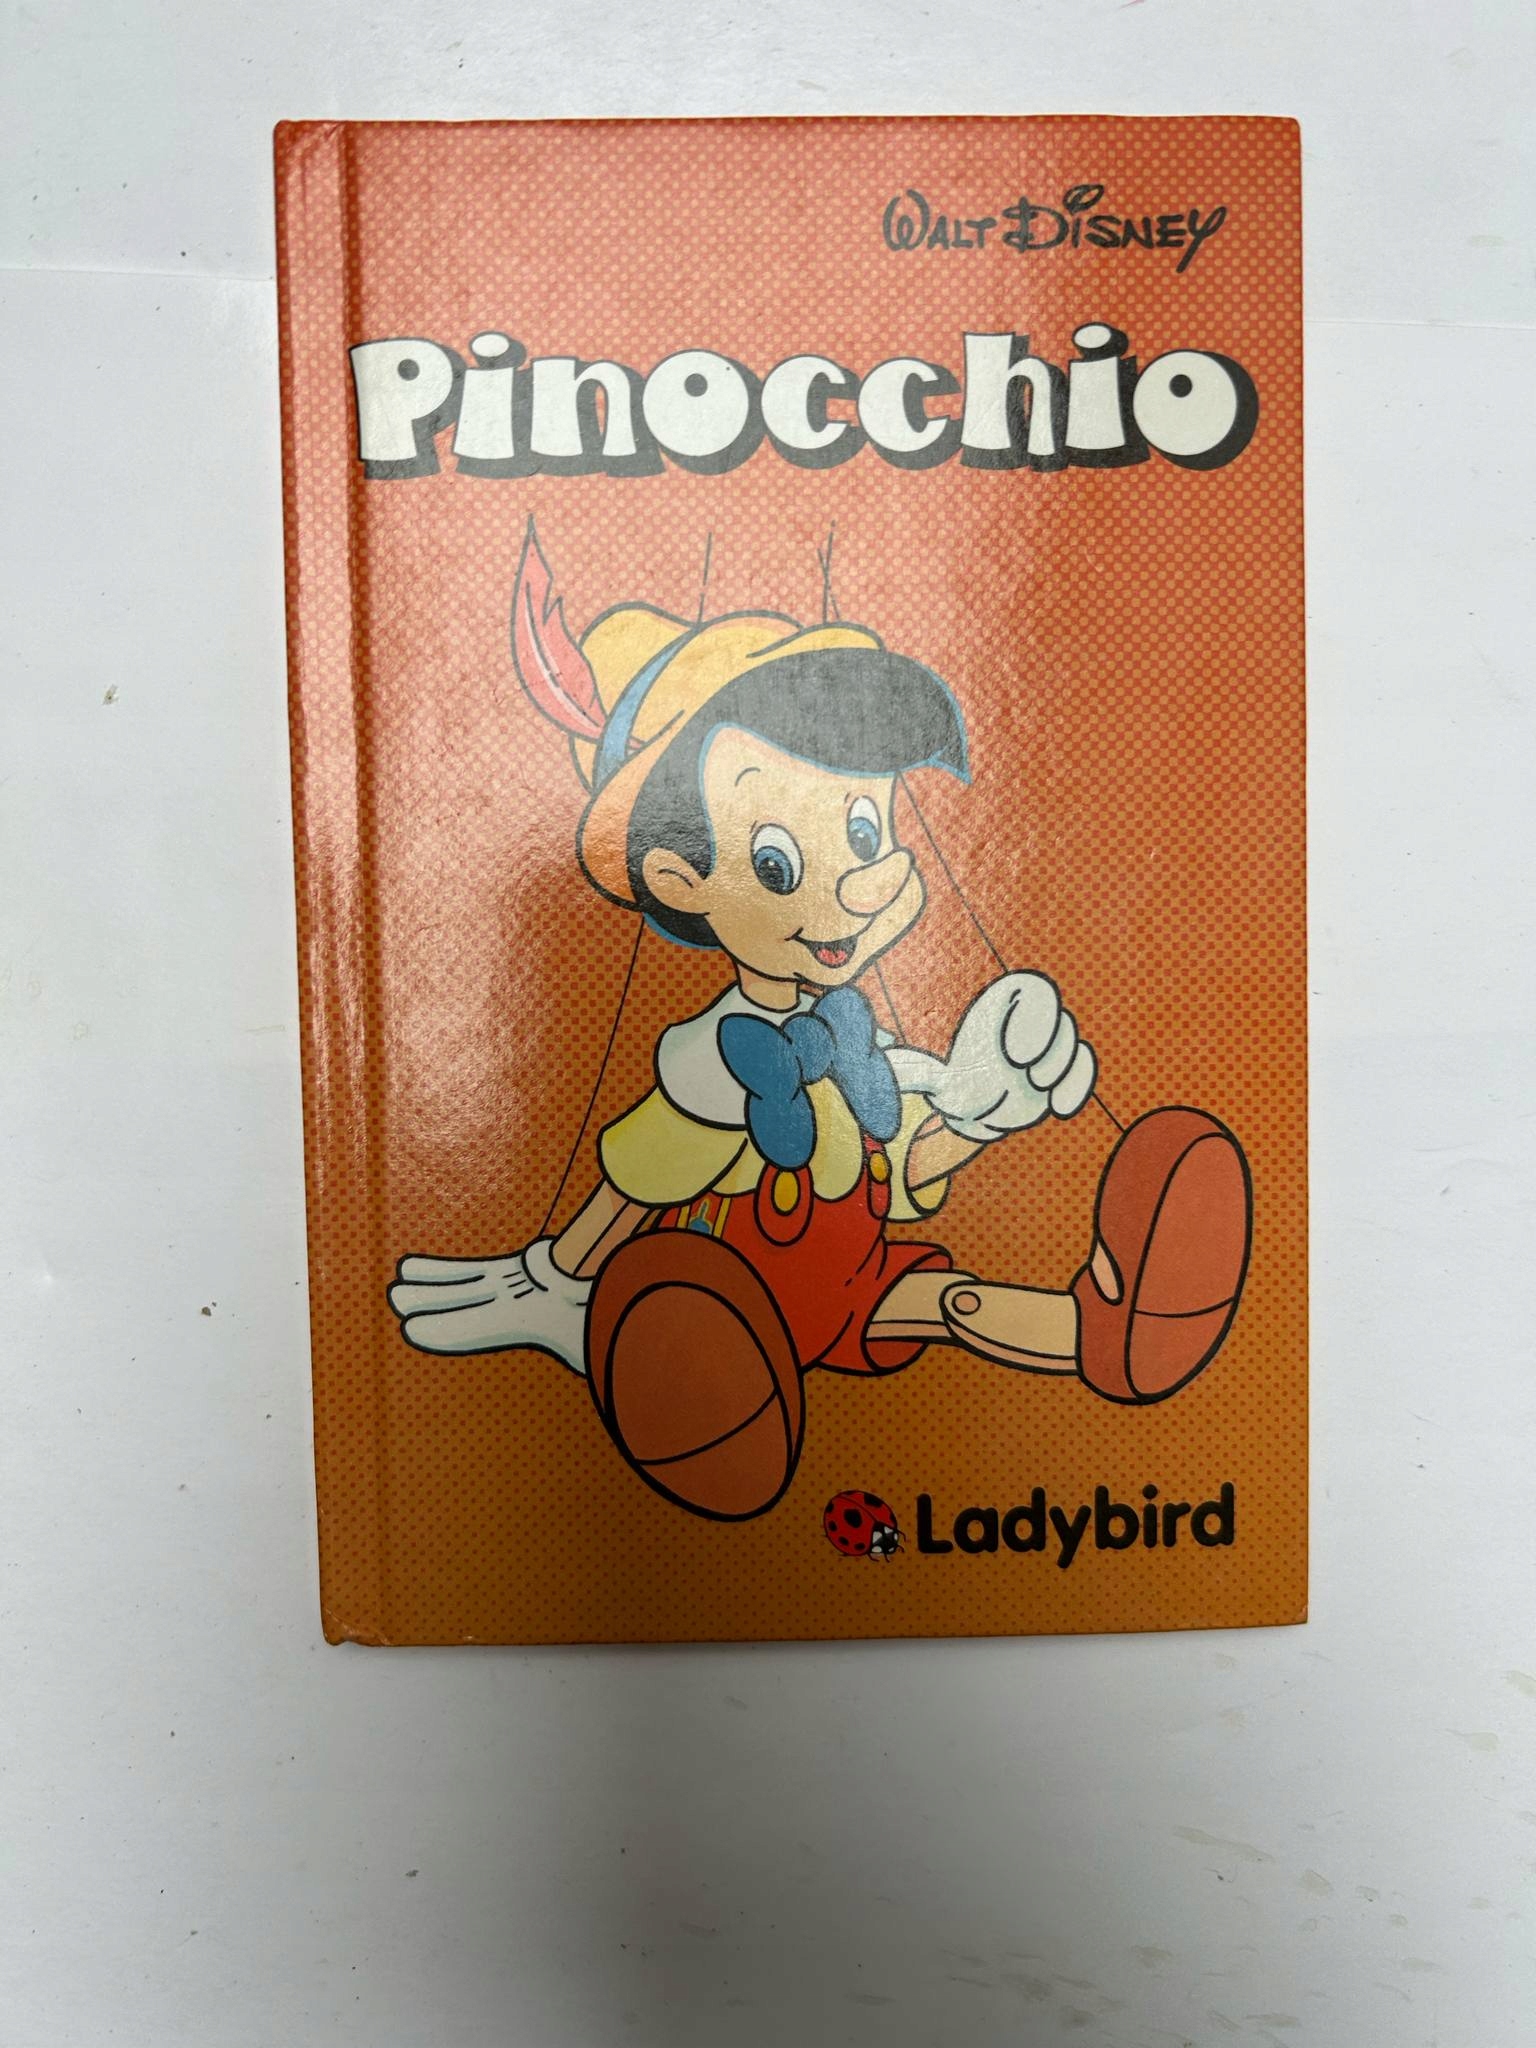 Walt Disney
Pinocchio
Ladybird